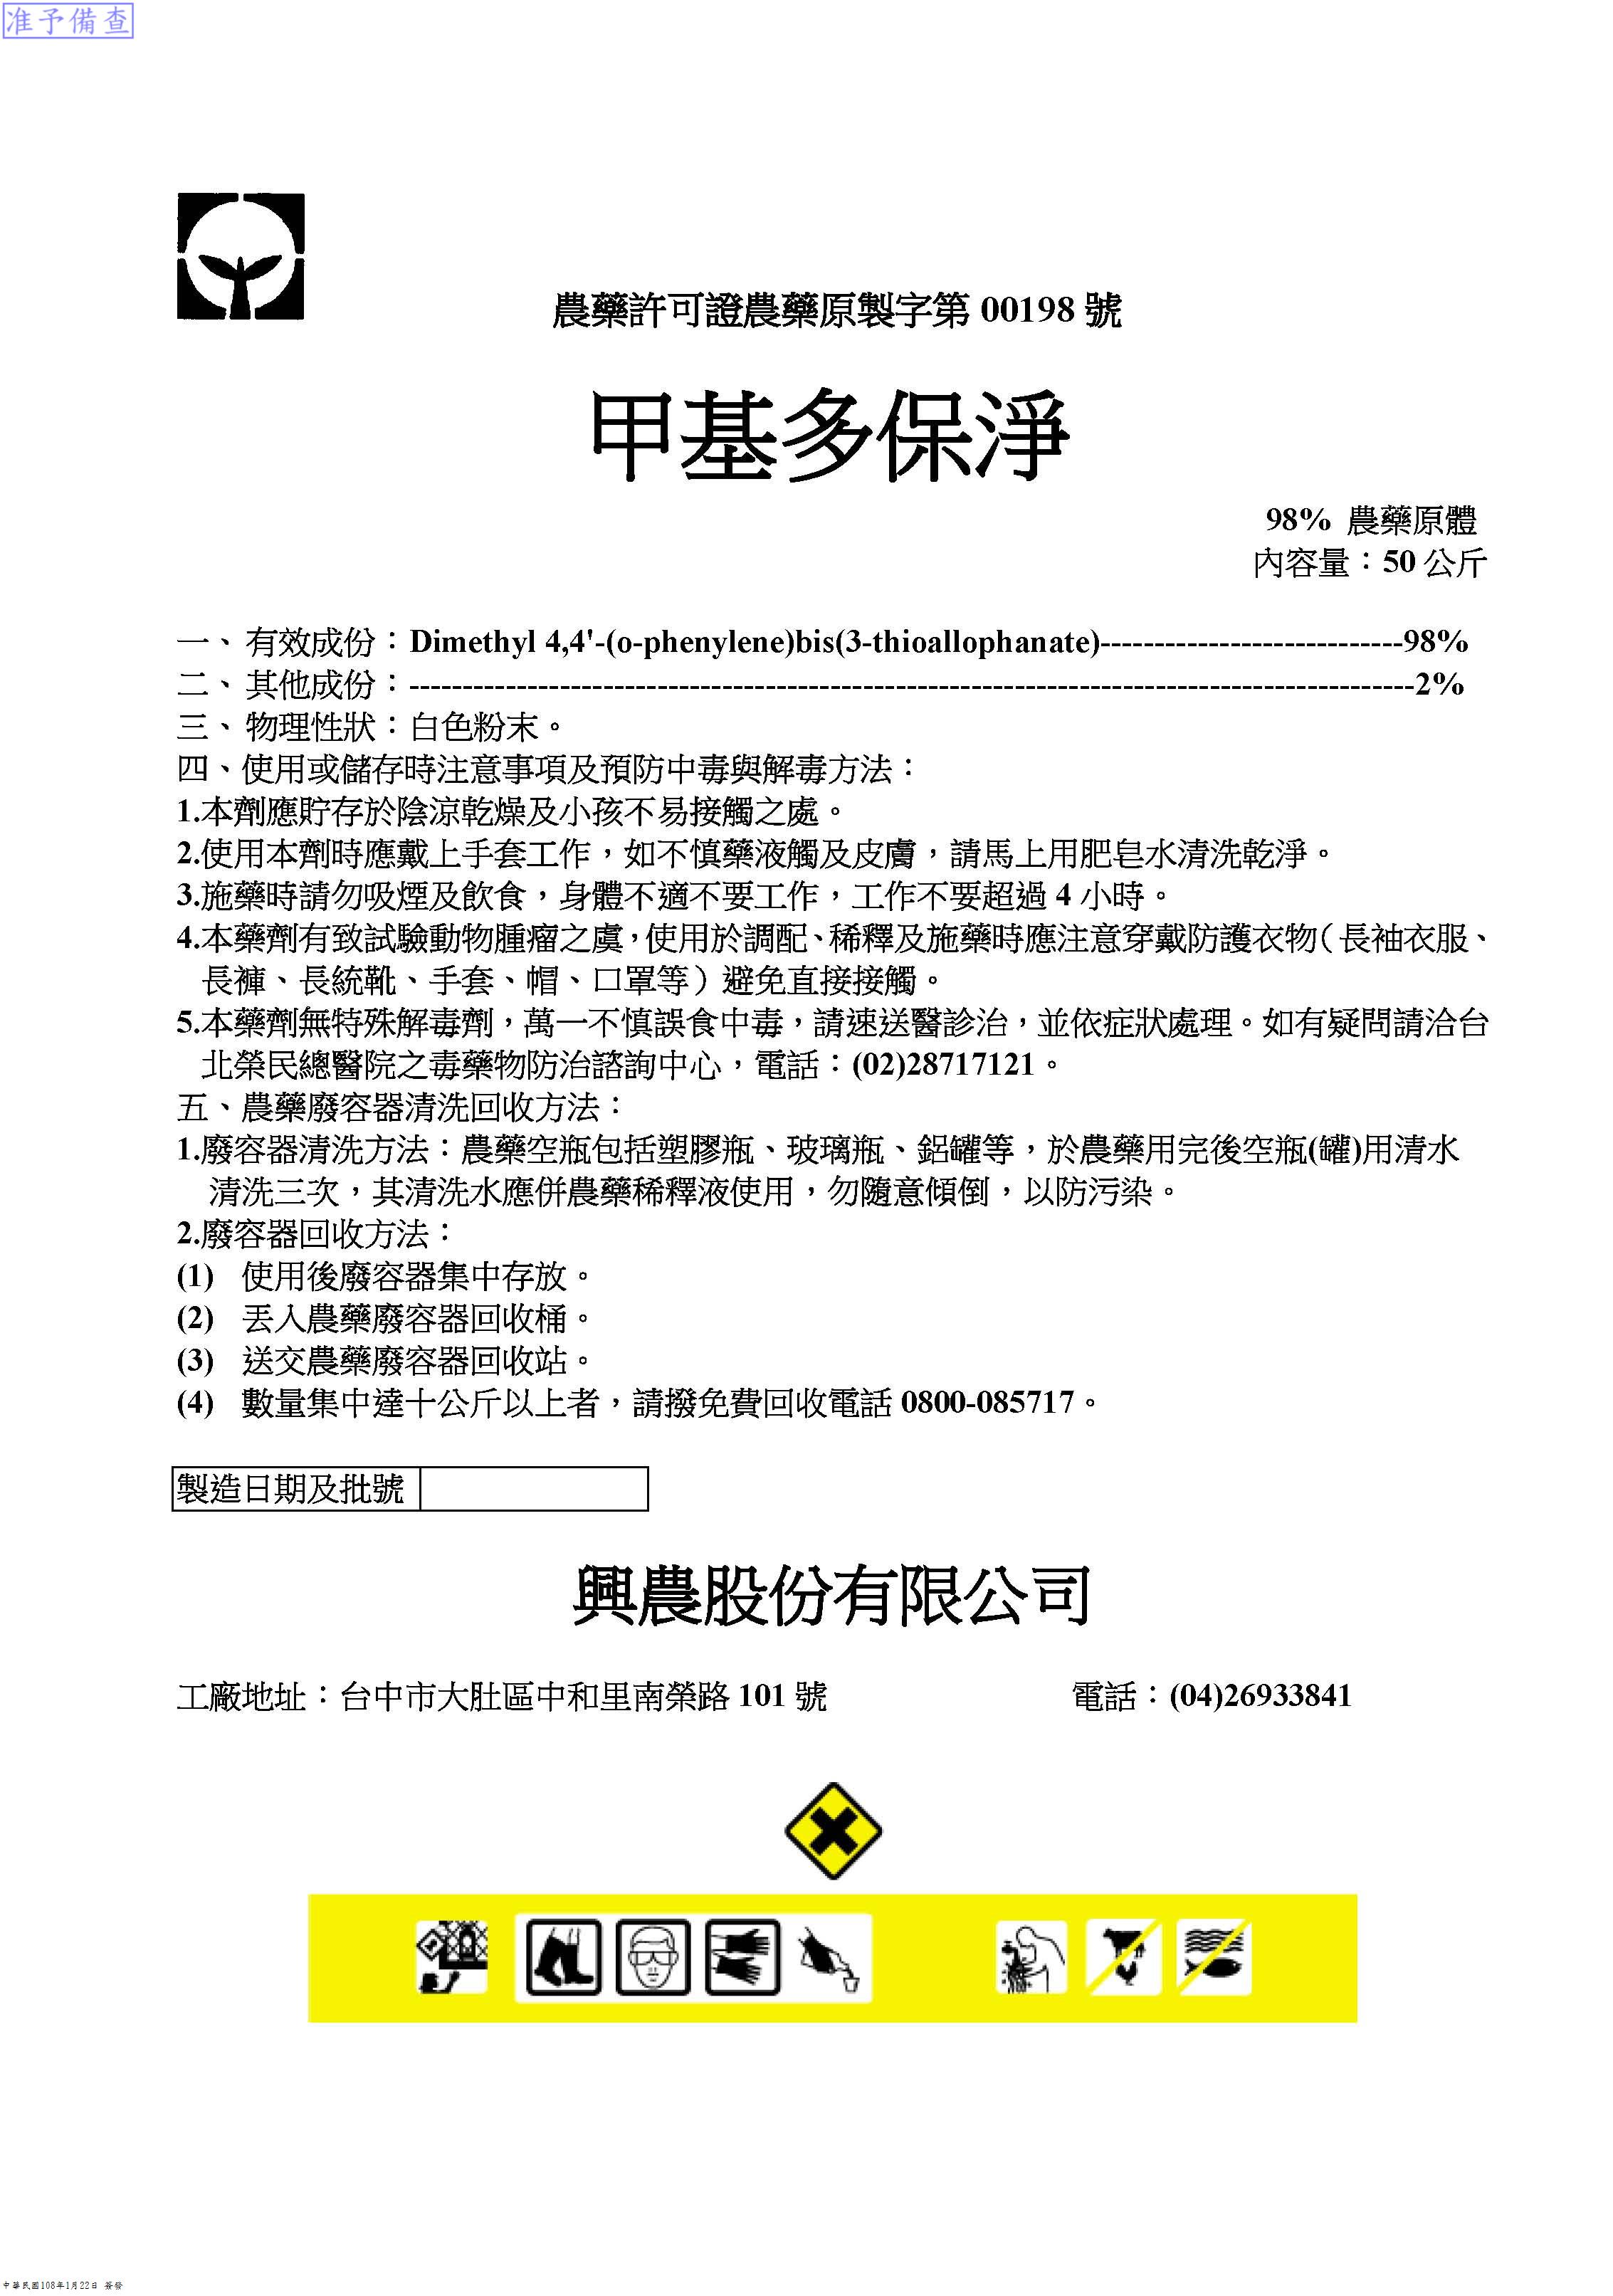 准予備查
農藥許可證農藥原製字第 00198 號
甲基多保淨
98% 農藥原體
內容量：50 公斤
一、 有效成份：Dimethyl 4,4'-(o-phenylene)bis(3-thioallophanate)----------------------------98%
二、 其他成份：---------------------------------------------------------------------------------------------2%
三、 物理性狀：白色粉末。
四、使用或儲存時注意事項及預防中毒與解毒方法：
1.本劑應貯存於陰涼乾燥及小孩不易接觸之處。
2.使用本劑時應戴上手套工作，如不慎藥液觸及皮膚，請馬上用肥皂水清洗乾淨。
3.施藥時請勿吸煙及飲食，身體不適不要工作，工作不要超過 4 小時。
4.本藥劑有致試驗動物腫瘤之虞，使用於調配、稀釋及施藥時應注意穿戴防護衣物（長袖衣服、
長褲、長統靴、手套、帽、口罩等）避免直接接觸。
5.本藥劑無特殊解毒劑，萬一不慎誤食中毒，請速送醫診治，並依症狀處理。如有疑問請洽台
北榮民總醫院之毒藥物防治諮詢中心，電話：(02)28717121。
五、農藥廢容器清洗回收方法：
1.廢容器清洗方法：農藥空瓶包括塑膠瓶、玻璃瓶、鋁罐等，於農藥用完後空瓶(罐)用清水
清洗三次，其清洗水應併農藥稀釋液使用，勿隨意傾倒，以防污染。
2.廢容器回收方法：
(1) 使用後廢容器集中存放。
(2) 丟入農藥廢容器回收桶。
(3) 送交農藥廢容器回收站。
(4) 數量集中達十公斤以上者，請撥免費回收電話 0800-085717。
製造日期及批號
興農股份有限公司
工廠地址：台中市大肚區中和里南榮路 101 號 電話：(04)26933841
中華民國108年1月22日 簽發